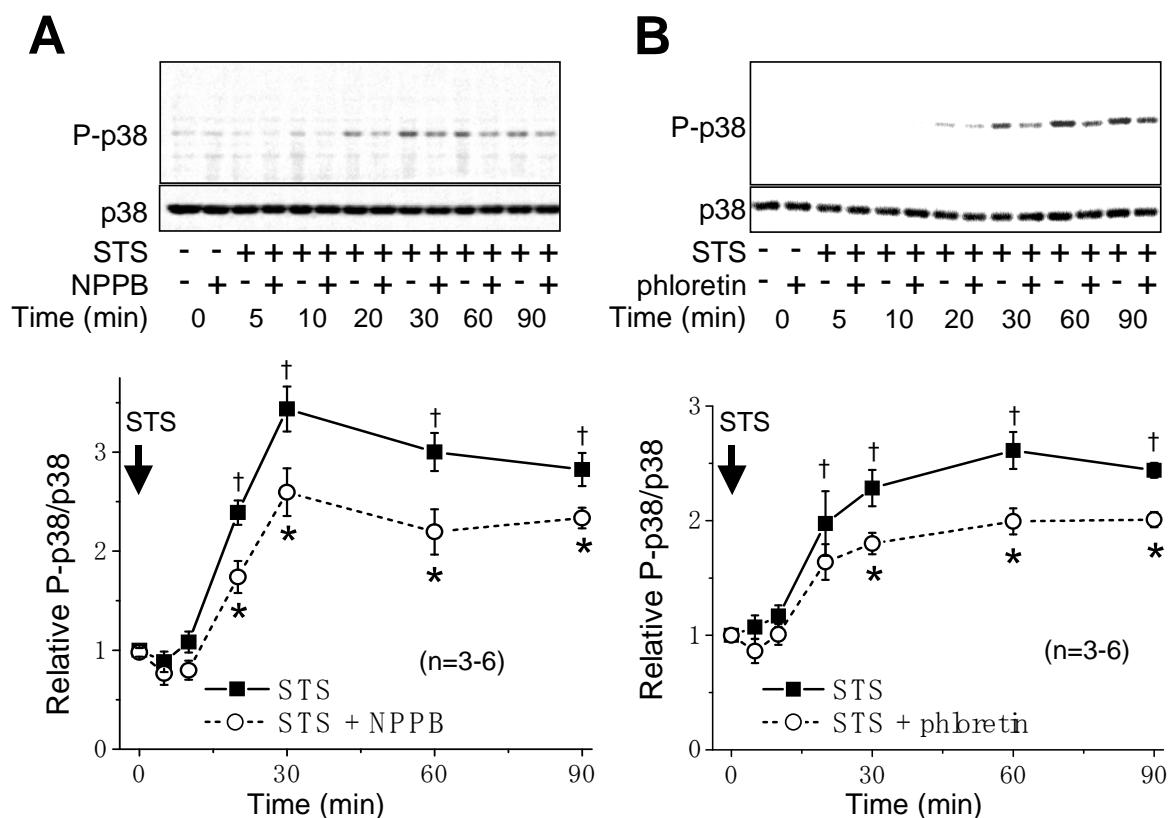 A
P-p38
p38
STS - - + + + + + + + + + + + +
NPPB - + - + - + - + - + - + - +
Time (min) 0 5 10 20 30 60 90
Relative P-p38/p38
STS
3
2
1
0
† † † †
* * * *
(n=3-6)
STS
STS + NPPB
0 30 60 90
Time (min)
B
P-p38
p38
STS - - + + + + + + + + + + + +
phloretin - + - + - + - + - + - + - +
Time (min) 0 5 10 20 30 60 90
Relative P-p38/p38
STS
3
2
1
0
† † † †
* * *
(n=3-6)
STS
STS + phloretin
0 30 60 90
Time (min)